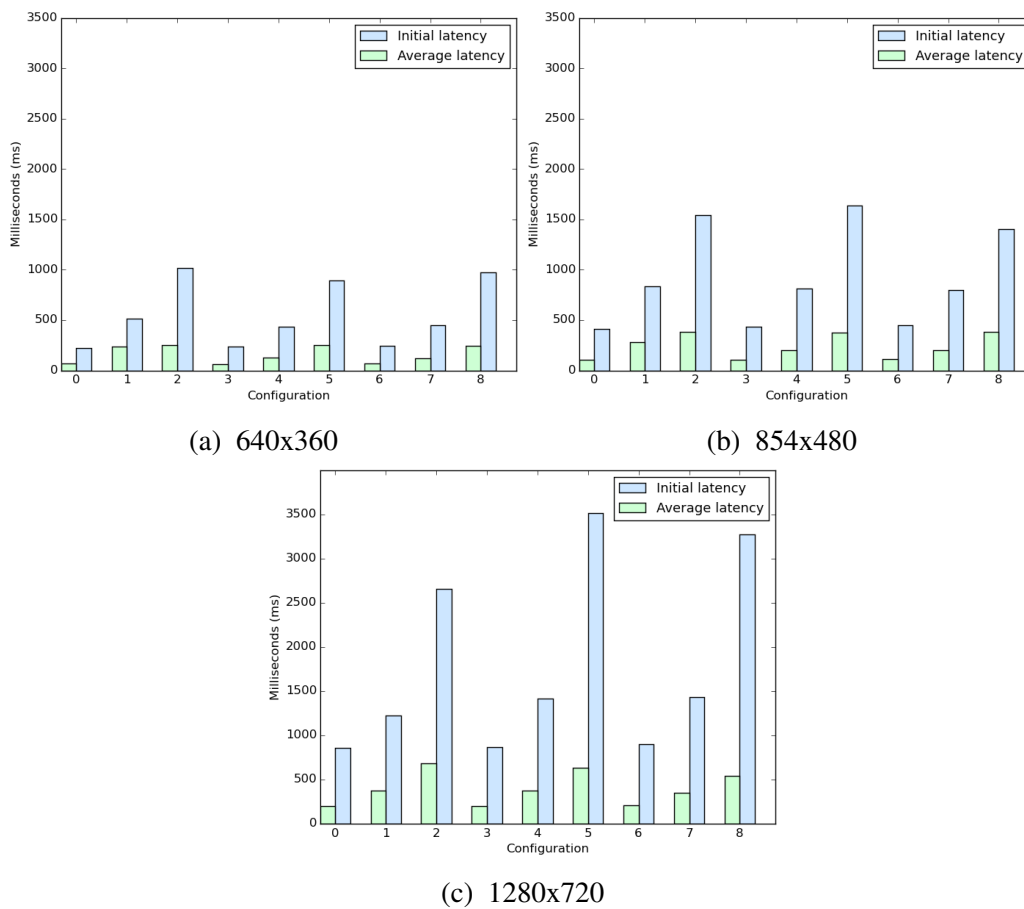 3500
3000
2500
2000
1500
1000
500
0
Milliseconds (ms)
Initial latency
Average latency
0 1 2 3 4 5 6 7 8
Configuration
(a) 640x360
3500
3000
2500
2000
1500
1000
500
0
Milliseconds (ms)
Initial latency
Average latency
0 1 2 3 4 5 6 7 8
Configuration
(b) 854x480
3500
3000
2500
2000
1500
1000
500
0
Milliseconds (ms)
Initial latency
Average latency
0 1 2 3 4 5 6 7 8
Configuration
(c) 1280x720